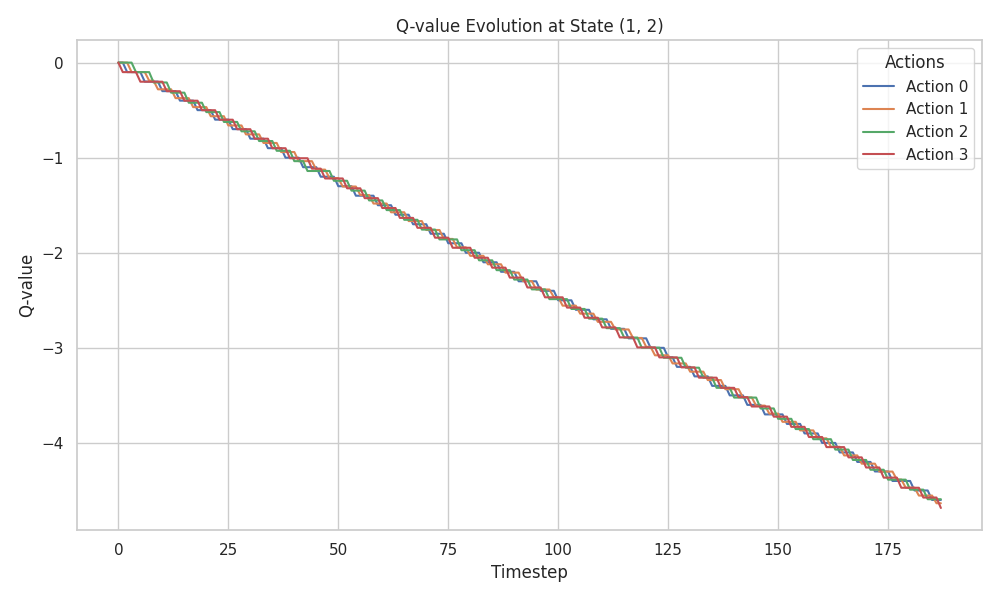 Q-value Evolution at State (1, 2)
Actions
Action 0
Action 1
Action 2
Action 3
Q-value
0
−1
−2
−3
−4
0 25 50 75 100 125 150 175
Timestep